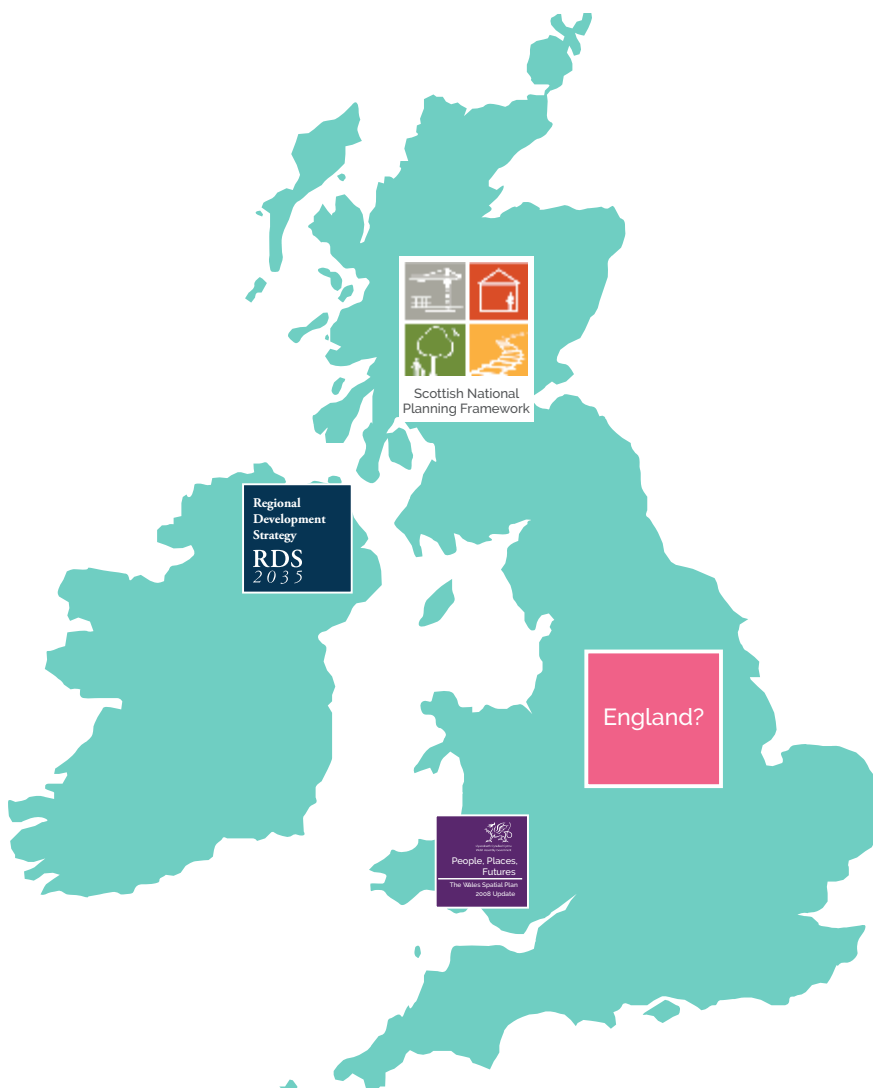 Scottish National
Planning Framework
Regional
Development
Strategy
RDS
2035
England?
People, Places,
Futures
The Wales Spatial Plan
2008 Update